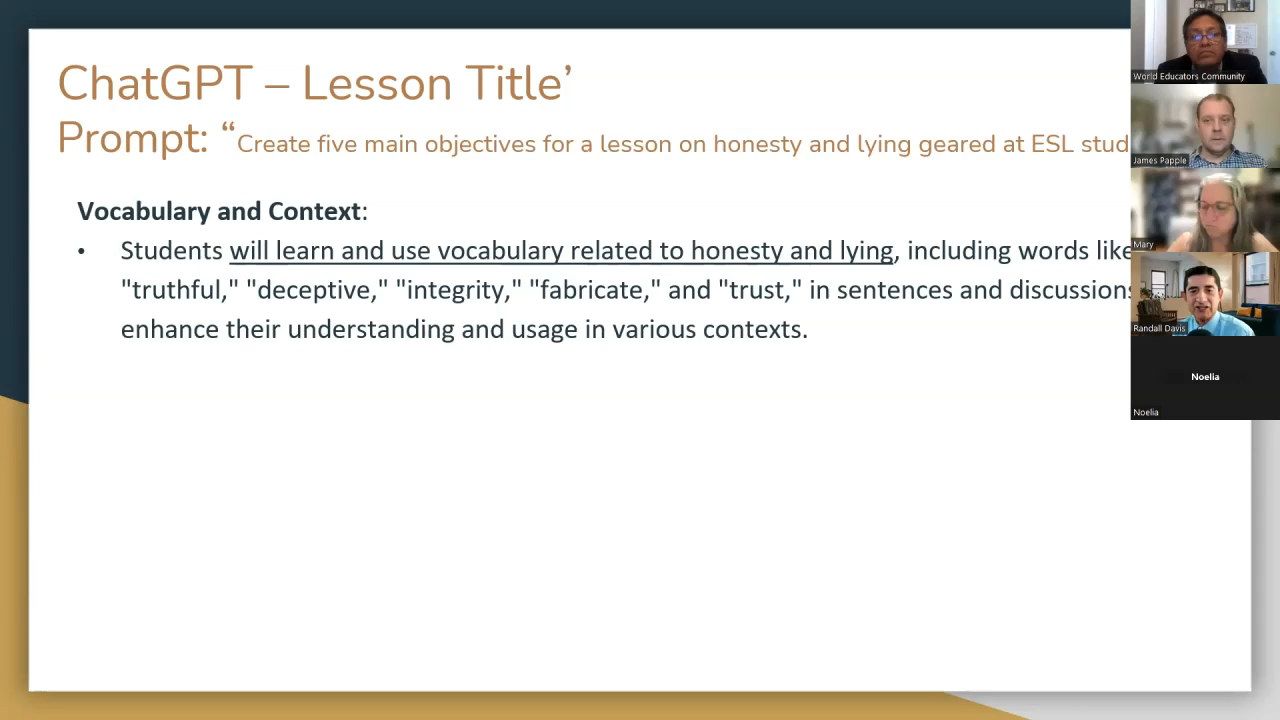 ChatGPT – Lesson Title’
Prompt: “Create five main objectives for a lesson on honesty and lying geared at ESL stud
Vocabulary and Context:
• Students will learn and use vocabulary related to honesty and lying, including words like
"truthful," "deceptive," "integrity," "fabricate," and "trust," in sentences and discussions
enhance their understanding and usage in various contexts.
World Educators Community
James Papple
Mary
Randall Davis
Noelia
Noelia